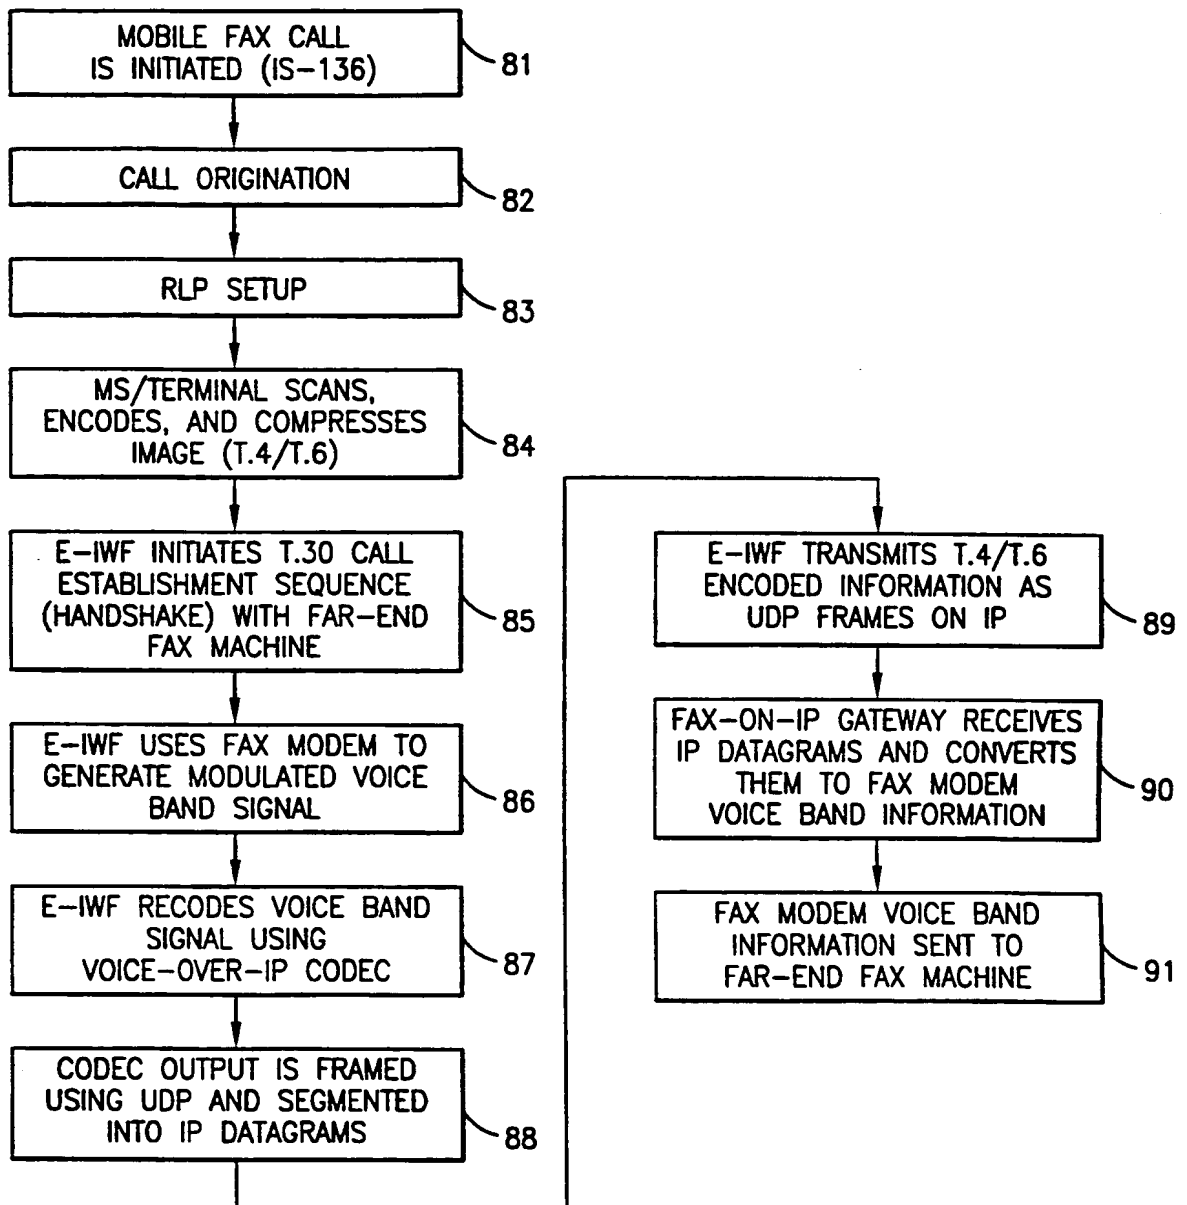 MOBILE FAX CALL
IS INITIATED (IS-136)
81
CALL ORIGINATION
82
RLP SETUP
83
MS/TERMINAL SCANS,
ENCODES, AND COMPRESSES
IMAGE (T.4/T.6)
84
E-IWF INITIATES T.30 CALL
ESTABLISHMENT SEQUENCE
(HANDSHAKE) WITH FAR-END
FAX MACHINE
85
E-IWF USES FAX MODEM TO
GENERATE MODULATED VOICE
BAND SIGNAL
86
E-IWF RECODES VOICE BAND
SIGNAL USING
VOICE-OVER-IP CODEC
87
CODEC OUTPUT IS FRAMED
USING UDP AND SEGMENTED
INTO IP DATAGRAMS
88
E-IWF TRANSMITS T.4/T.6
ENCODED INFORMATION AS
UDP FRAMES ON IP
89
FAX-ON-IP GATEWAY RECEIVES
IP DATAGRAMS AND CONVERTS
THEM TO FAX MODEM
VOICE BAND INFORMATION
90
FAX MODEM VOICE BAND
INFORMATION SENT TO
FAR-END FAX MACHINE
91